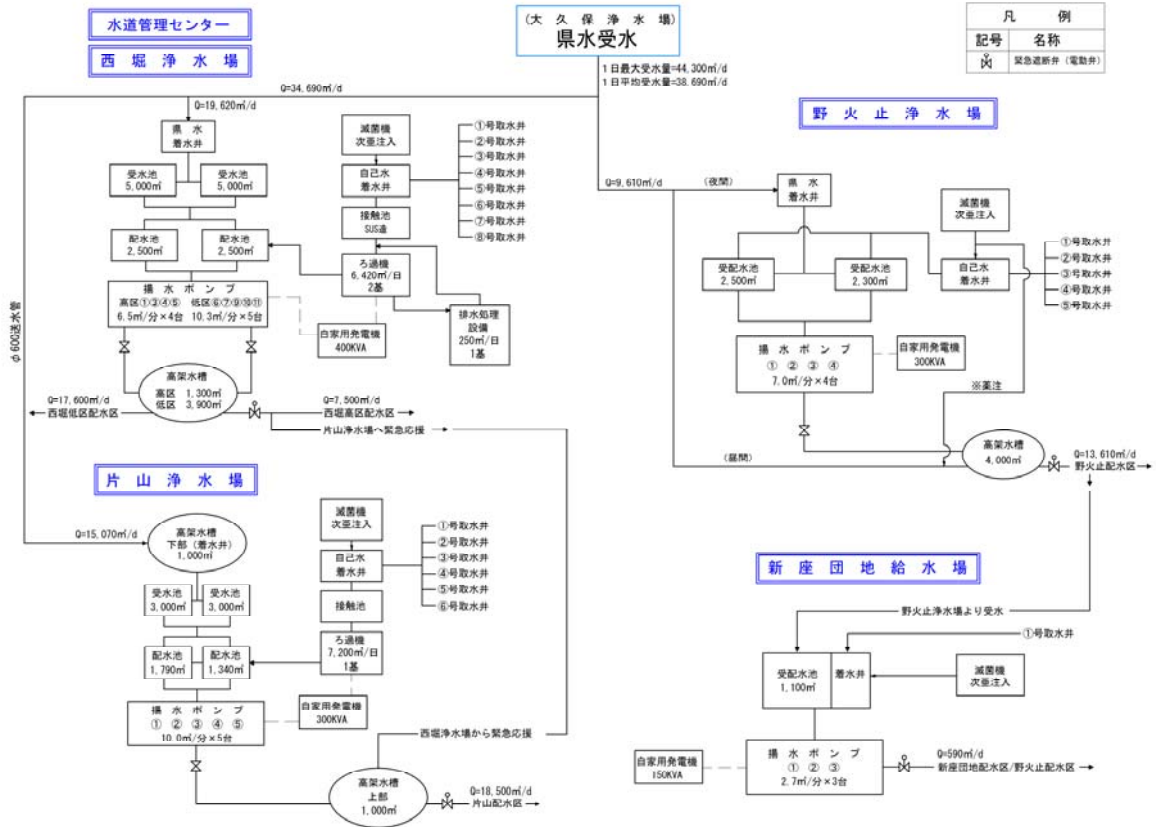 水道管理センター
西堀浄水場
(大久保浄水場)
県水受水
1日最大受水量=44,300㎥/d
1日平均受水量=38.690㎥/d
凡例
記号 名称
緊急遮断弁(電動弁)
Q=34,690㎥/d
Q=19,620㎥/d
φ600送水管
県水
着水井
受水池
5,000㎥
受水池
5,000㎥
配水池
2,500㎥
配水池
2,500㎥
揚水ポンプ
高区①③④⑤ 低区⑥⑦⑨⑩⑪
6.5㎥/分×4台 10.3㎥/分×5台
高架水槽
高区 1,300㎥
低区 3,900㎥
Q=17,600㎥/d
西堀低区配水区
Q=7,500㎥/d
西堀高区配水区
片山浄水場へ緊急応援
滅菌機
次亜注入
自己水
着水井
接触池
SUS造
ろ過機
6,420㎥/日
2基
排水処理
設備
250㎥/日
1基
自家用発電機
400KVA
①号取水井
②号取水井
③号取水井
④号取水井
⑤号取水井
⑥号取水井
⑦号取水井
⑧号取水井
野火止浄水場
Q=9,610㎥/d
(夜間)
県水
着水井
滅菌機
次亜注入
受配水池
2,500㎥
受配水池
2,300㎥
自己水
着水井
①号取水井
②号取水井
③号取水井
④号取水井
⑤号取水井
揚水ポンプ
①②③④
7.0㎥/分×4台
自家用発電機
300KVA
※薬注
(昼間)
高架水槽
4,000㎥
Q=13,610㎥/d
野火止配水区
片山浄水場
Q=15,070㎥/d
高架水槽
下部(着水井)
1,000㎥
受水池
3,000㎥
受水池
3,000㎥
配水池
1,790㎥
配水池
1,340㎥
揚水ポンプ
①②③④⑤
10.0㎥/分×5台
滅菌機
次亜注入
自己水
着水井
接触池
ろ過機
7,200㎥/日
1基
自家用発電機
300KVA
①号取水井
②号取水井
③号取水井
④号取水井
⑤号取水井
⑥号取水井
西堀浄水場から緊急応援
高架水槽
上部
1,000㎥
Q=18,500㎥/d
片山配水区
新座団地給水場
野火止浄水場より受水
①号取水井
受配水池
1,100㎥
着水井
滅菌機
次亜注入
自家用発電機
150KVA
揚水ポンプ
①②③
2.7㎥/分×3台
Q=590㎥/d
新座団地配水区/野火止配水区